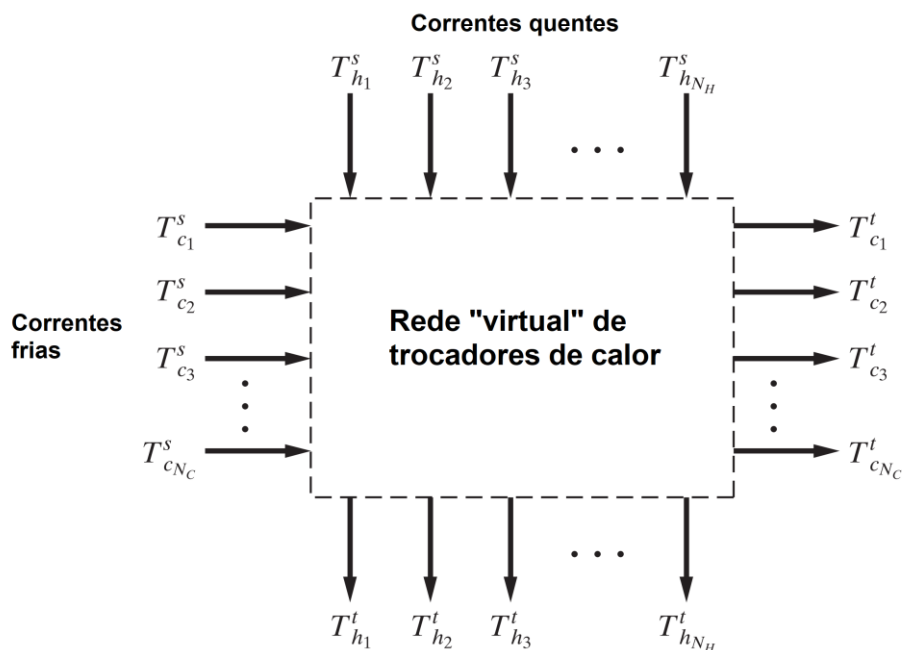 Correntes quentes
T^s_{h_1} T^s_{h_2} T^s_{h_3} . . . T^s_{h_{N_H}}
T^s_{c_1} T^t_{c_1}
T^s_{c_2} T^t_{c_2}
Correntes frias
Rede "virtual" de
trocadores de calor
T^s_{c_3} T^t_{c_3}
T^s_{c_{N_C}} T^t_{c_{N_C}}
. . .
T^t_{h_1} T^t_{h_2} T^t_{h_3} T^t_{h_{N_H}}